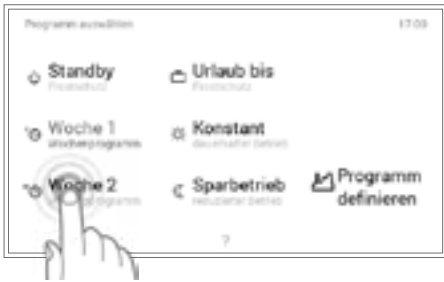 Programm auswählen 17:03
Standby
Frostschutz
Urlaub bis
Frostschutz
Woche 1
Wochenprogramm
Konstant
dauerhafter Betrieb
Woche 2
Sparbetrieb
reduzierter Betrieb
Programm
definieren
?